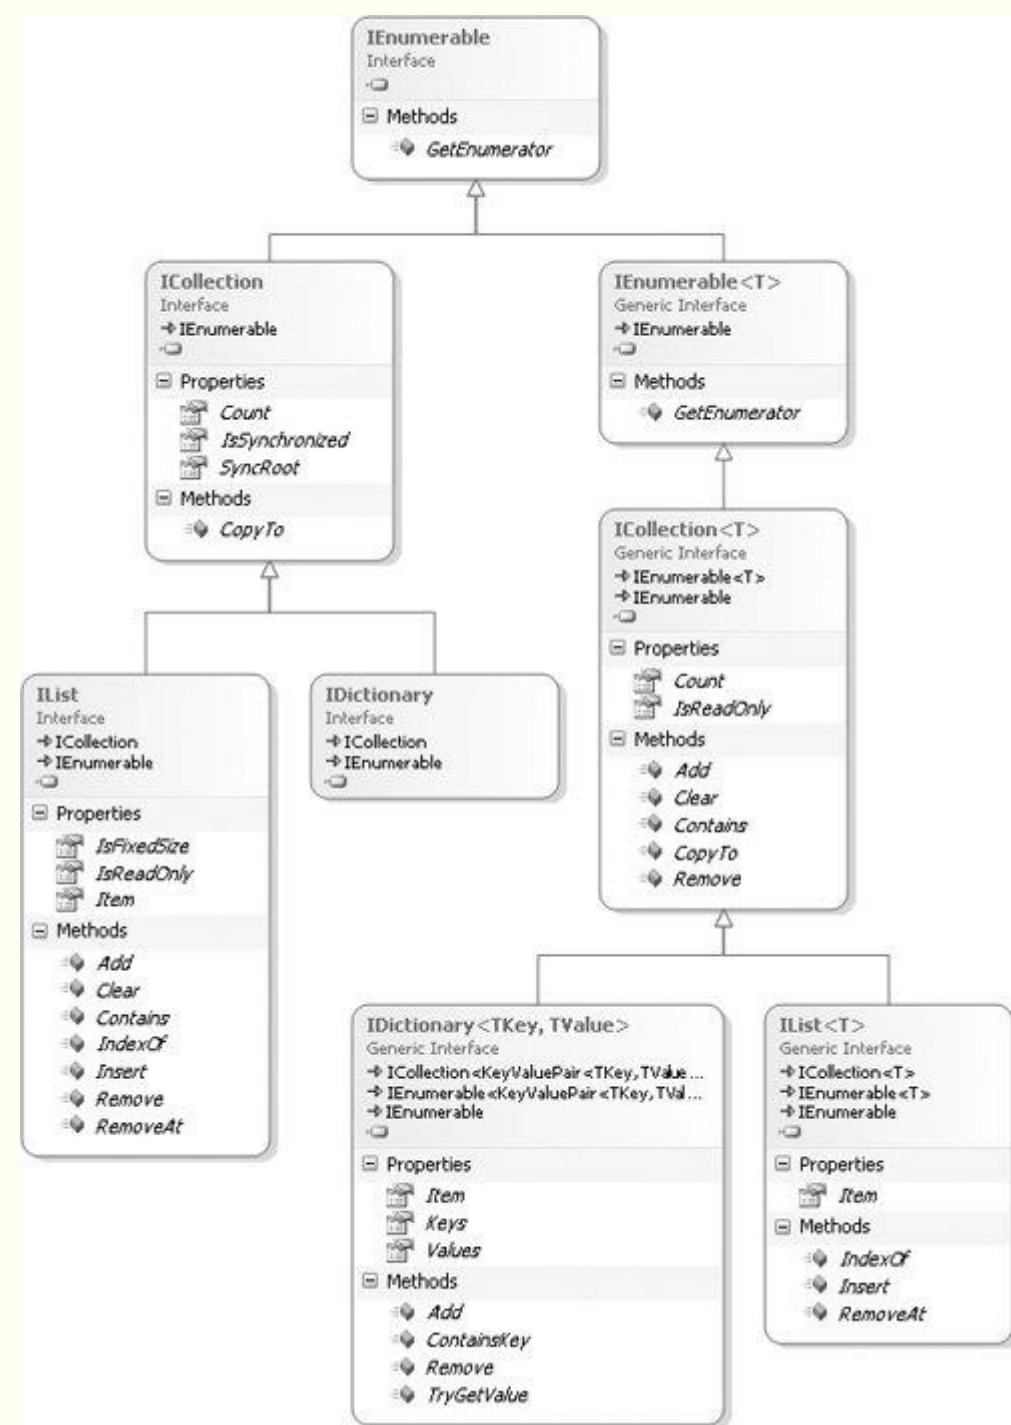 IEnumerable
Interface
Methods
GetEnumerator
ICollection
Interface
IEnumerable
Properties
Count
IsSynchronized
SyncRoot
Methods
CopyTo
IEnumerable<T>
Generic Interface
IEnumerable
Methods
GetEnumerator
ICollection<T>
Generic Interface
IEnumerable<T>
IEnumerable
Properties
Count
IsReadOnly
Methods
Add
Clear
Contains
CopyTo
Remove
IList
Interface
ICollection
IEnumerable
Properties
IsFixedSize
IsReadOnly
Item
Methods
Add
Clear
Contains
IndexOf
Insert
Remove
RemoveAt
IDictionary
Interface
ICollection
IEnumerable
IDictionary<TKey, TValue>
Generic Interface
ICollection<KeyValuePair<TKey,TValue...
IEnumerable<KeyValuePair<TKey,TVal...
IEnumerable
Properties
Item
Keys
Values
Methods
Add
ContainsKey
Remove
TryGetValue
IList<T>
Generic Interface
ICollection<T>
IEnumerable<T>
IEnumerable
Properties
Item
Methods
IndexOf
Insert
RemoveAt